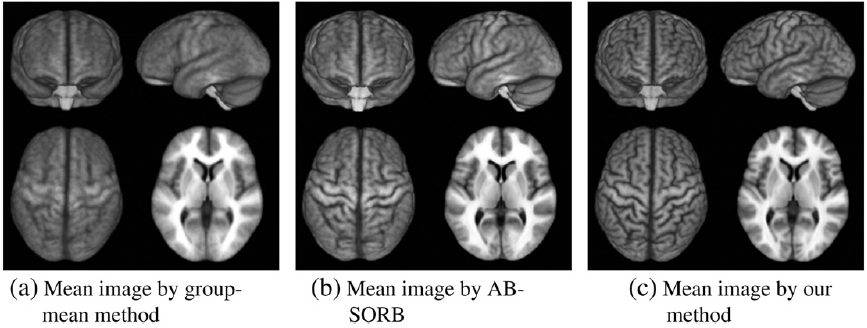 (a) Mean image by group-
mean method
(b) Mean image by AB-
SORB
(c) Mean image by our
method